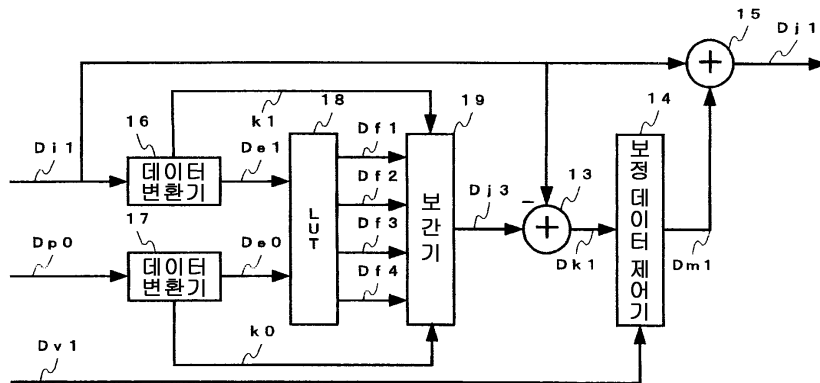 15
Dj1
k1
18
19
14
16
Di1
데이터
변환기
De1
Df1
Df2
Df3
Df4
LUT
보간기
Dj3
−
13
Dk1
보정 데이터 제어기
Dm1
17
Dp0
데이터
변환기
De0
k0
Dv1